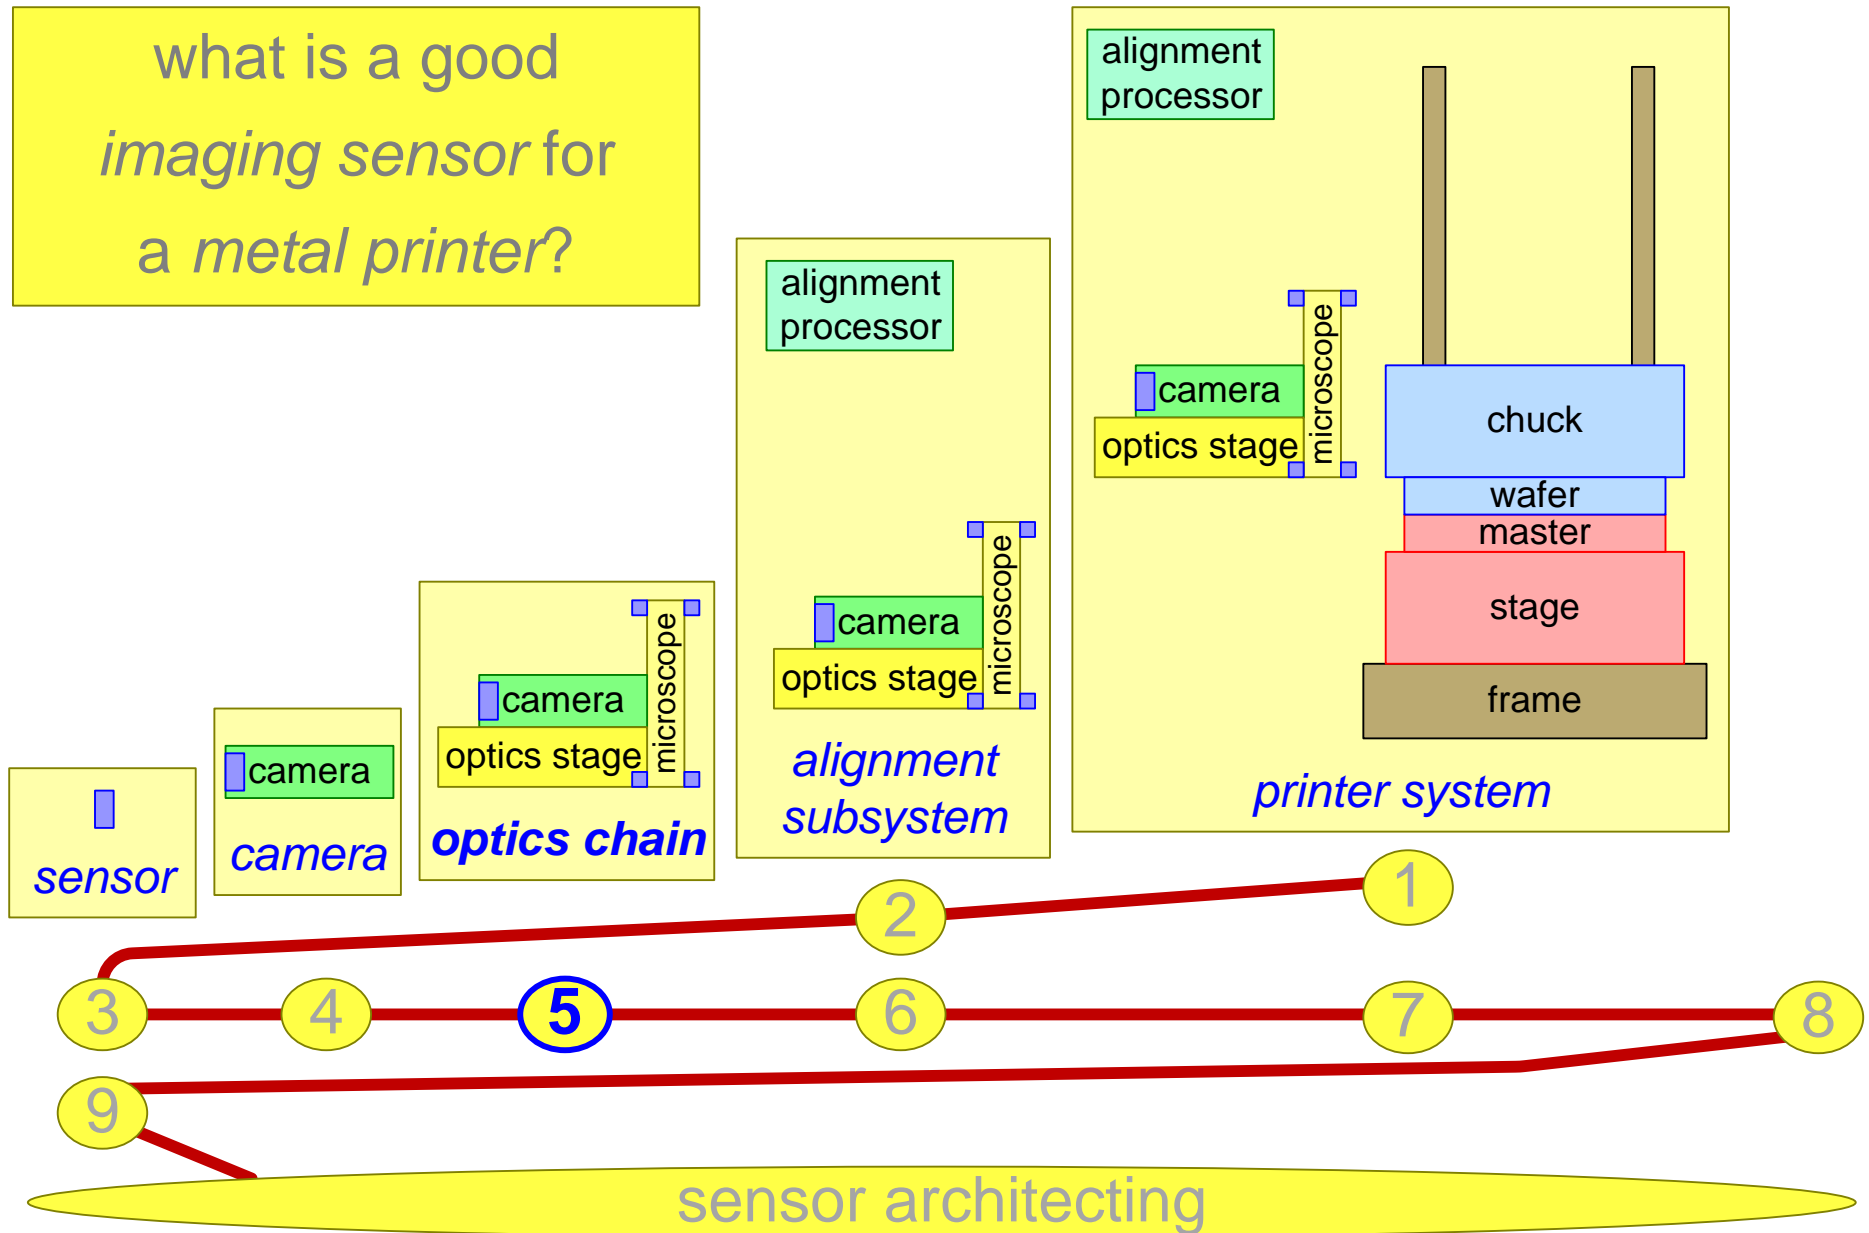 what is a good
imaging sensor for
a metal printer?
sensor
camera
camera
camera
optics stage
microscope
optics chain
alignment
processor
camera
optics stage
microscope
alignment
subsystem
alignment
processor
camera
optics stage
microscope
chuck
wafer
master
stage
frame
printer system
1
2
3
4
5
6
7
8
9
sensor architecting